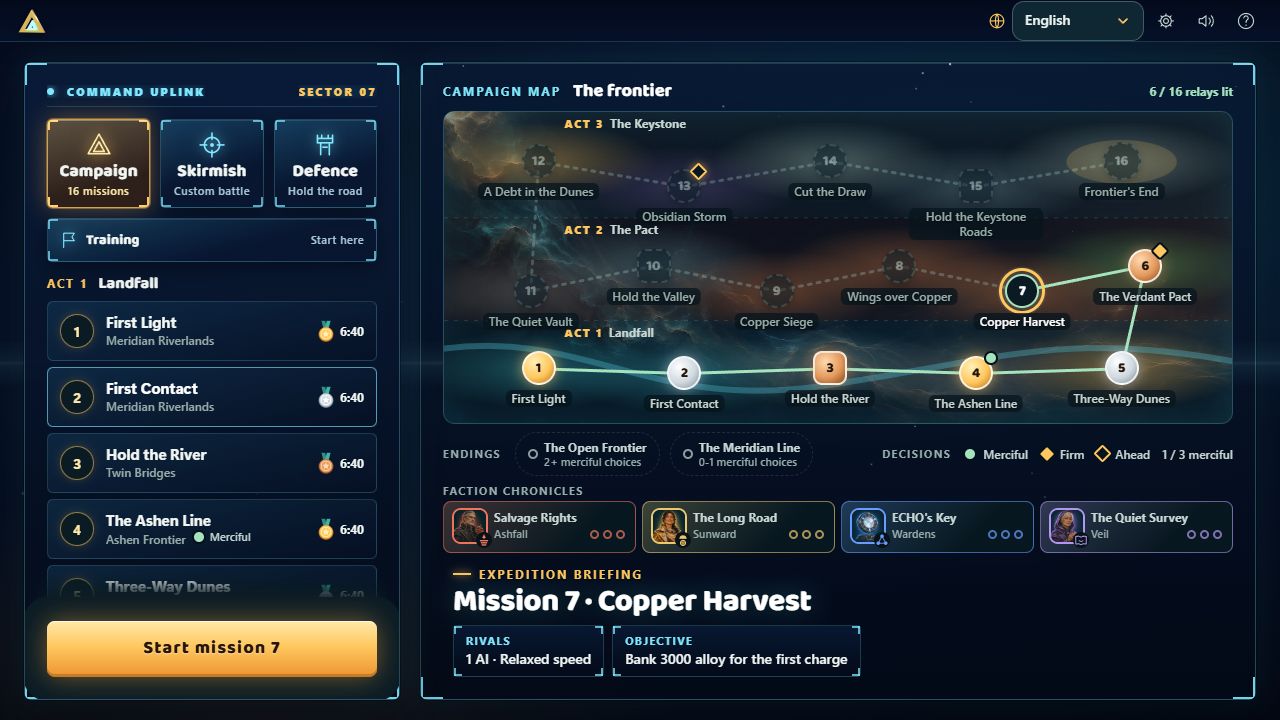 English
COMMAND UPLINK
SECTOR 07
Campaign
16 missions
Skirmish
Custom battle
Defence
Hold the road
Training
Start here
ACT 1 Landfall
1
First Light
Meridian Riverlands
6:40
2
First Contact
Meridian Riverlands
6:40
3
Hold the River
Twin Bridges
6:40
4
The Ashen Line
Ashen Frontier
Merciful
6:40
5
Three-Way Dunes
6:40
Start mission 7
CAMPAIGN MAP The frontier
6 / 16 relays lit
ACT 3 The Keystone
12
A Debt in the Dunes
13
Obsidian Storm
14
Cut the Draw
15
Hold the Keystone
Roads
16
Frontier's End
ACT 2 The Pact
11
The Quiet Vault
10
Hold the Valley
9
Copper Siege
8
Wings over Copper
7
Copper Harvest
6
The Verdant Pact
ACT 1 Landfall
1
First Light
2
First Contact
3
Hold the River
4
The Ashen Line
5
Three-Way Dunes
ENDINGS
The Open Frontier
2+ merciful choices
The Meridian Line
0-1 merciful choices
DECISIONS
Merciful
Firm
Ahead
1 / 3 merciful
FACTION CHRONICLES
Salvage Rights
Ashfall
The Long Road
Sunward
ECHO's Key
Wardens
The Quiet Survey
Veil
EXPEDITION BRIEFING
Mission 7 · Copper Harvest
RIVALS
1 AI · Relaxed speed
OBJECTIVE
Bank 3000 alloy for the first charge